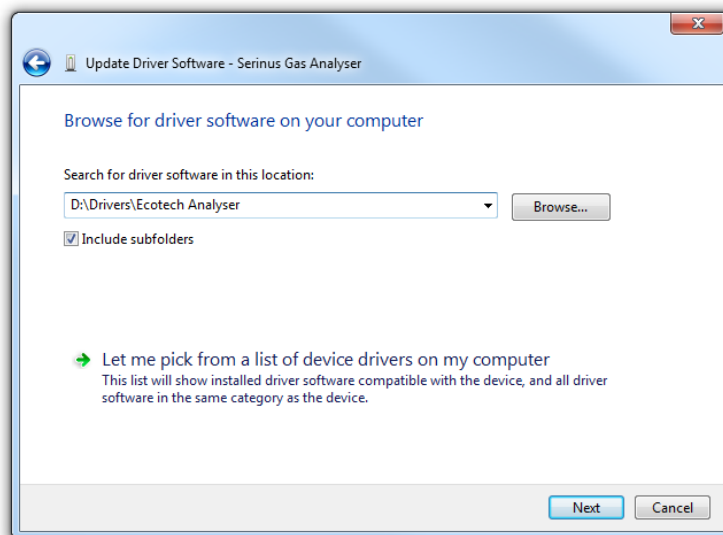 Update Driver Software - Serinus Gas Analyser
Browse for driver software on your computer
Search for driver software in this location:
D:\Drivers\Ecotech Analyser
Browse...
Include subfolders
Let me pick from a list of device drivers on my computer
This list will show installed driver software compatible with the device, and all driver
software in the same category as the device.
Next
Cancel